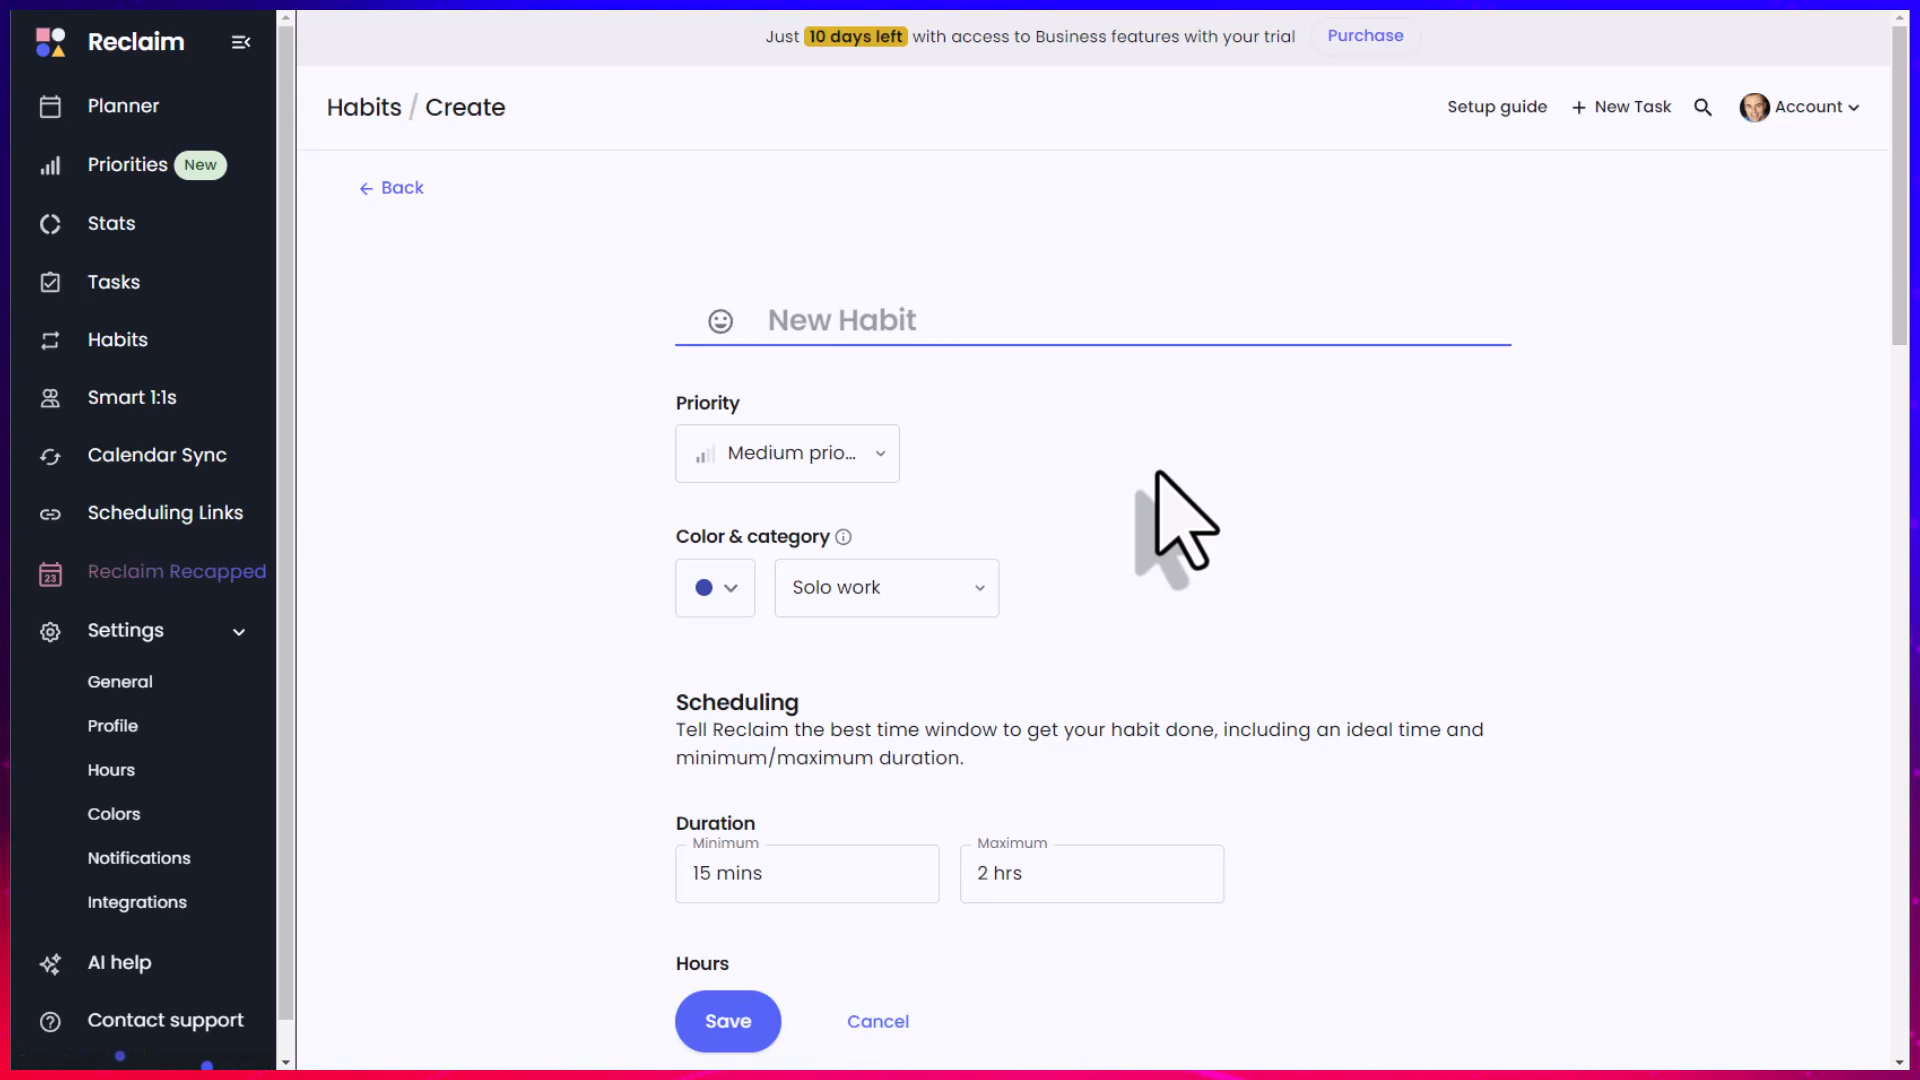 Reclaim
Planner
Priorities New
Stats
Tasks
Habits
Smart 1:1s
Calendar Sync
Scheduling Links
23
Reclaim Recapped
Settings
General
Profile
Hours
Colors
Notifications
Integrations
AI help
Contact support
Just 10 days left with access to Business features with your trial Purchase
Habits / Create
Setup guide + New Task Account
← Back
New Habit
Priority
Medium prio...
Color & category
Solo work
Scheduling
Tell Reclaim the best time window to get your habit done, including an ideal time and
minimum/maximum duration.
Duration
Minimum
15 mins
Maximum
2 hrs
Hours
Save Cancel